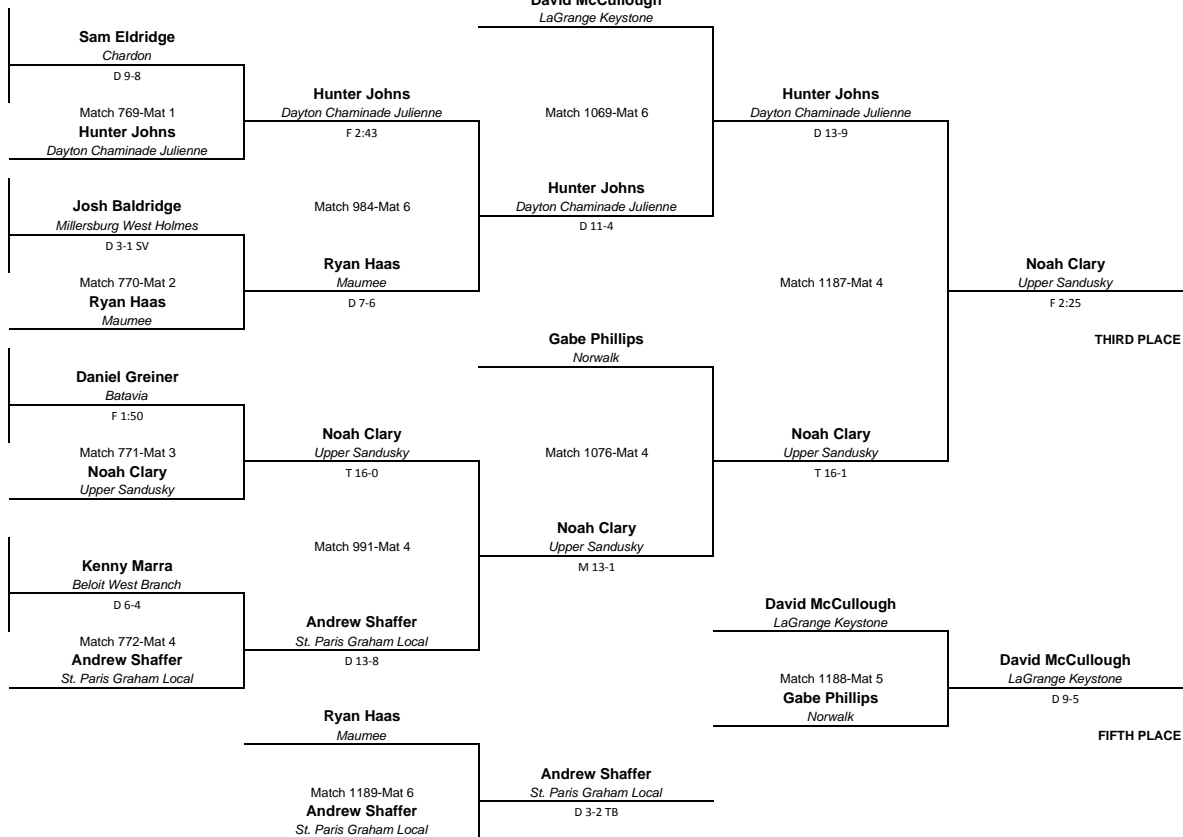 David McCullough
LaGrange Keystone
Sam Eldridge
Chardon
D 9-8
Match 769-Mat 1
Hunter Johns
Dayton Chaminade Julienne
Hunter Johns
Dayton Chaminade Julienne
F 2:43
Match 1069-Mat 6
Hunter Johns
Dayton Chaminade Julienne
D 13-9
Josh Baldridge
Millersburg West Holmes
D 3-1 SV
Match 984-Mat 6
Hunter Johns
Dayton Chaminade Julienne
D 11-4
Match 770-Mat 2
Ryan Haas
Maumee
Ryan Haas
Maumee
D 7-6
Match 1187-Mat 4
Noah Clary
Upper Sandusky
F 2:25
THIRD PLACE
Gabe Phillips
Norwalk
Daniel Greiner
Batavia
F 1:50
Match 771-Mat 3
Noah Clary
Upper Sandusky
Noah Clary
Upper Sandusky
T 16-0
Match 1076-Mat 4
Noah Clary
Upper Sandusky
T 16-1
Match 991-Mat 4
Noah Clary
Upper Sandusky
M 13-1
Kenny Marra
Beloit West Branch
D 6-4
Match 772-Mat 4
Andrew Shaffer
St. Paris Graham Local
Andrew Shaffer
St. Paris Graham Local
D 13-8
David McCullough
LaGrange Keystone
Match 1188-Mat 5
Gabe Phillips
Norwalk
David McCullough
LaGrange Keystone
D 9-5
FIFTH PLACE
Ryan Haas
Maumee
Match 1189-Mat 6
Andrew Shaffer
St. Paris Graham Local
Andrew Shaffer
St. Paris Graham Local
D 3-2 TB